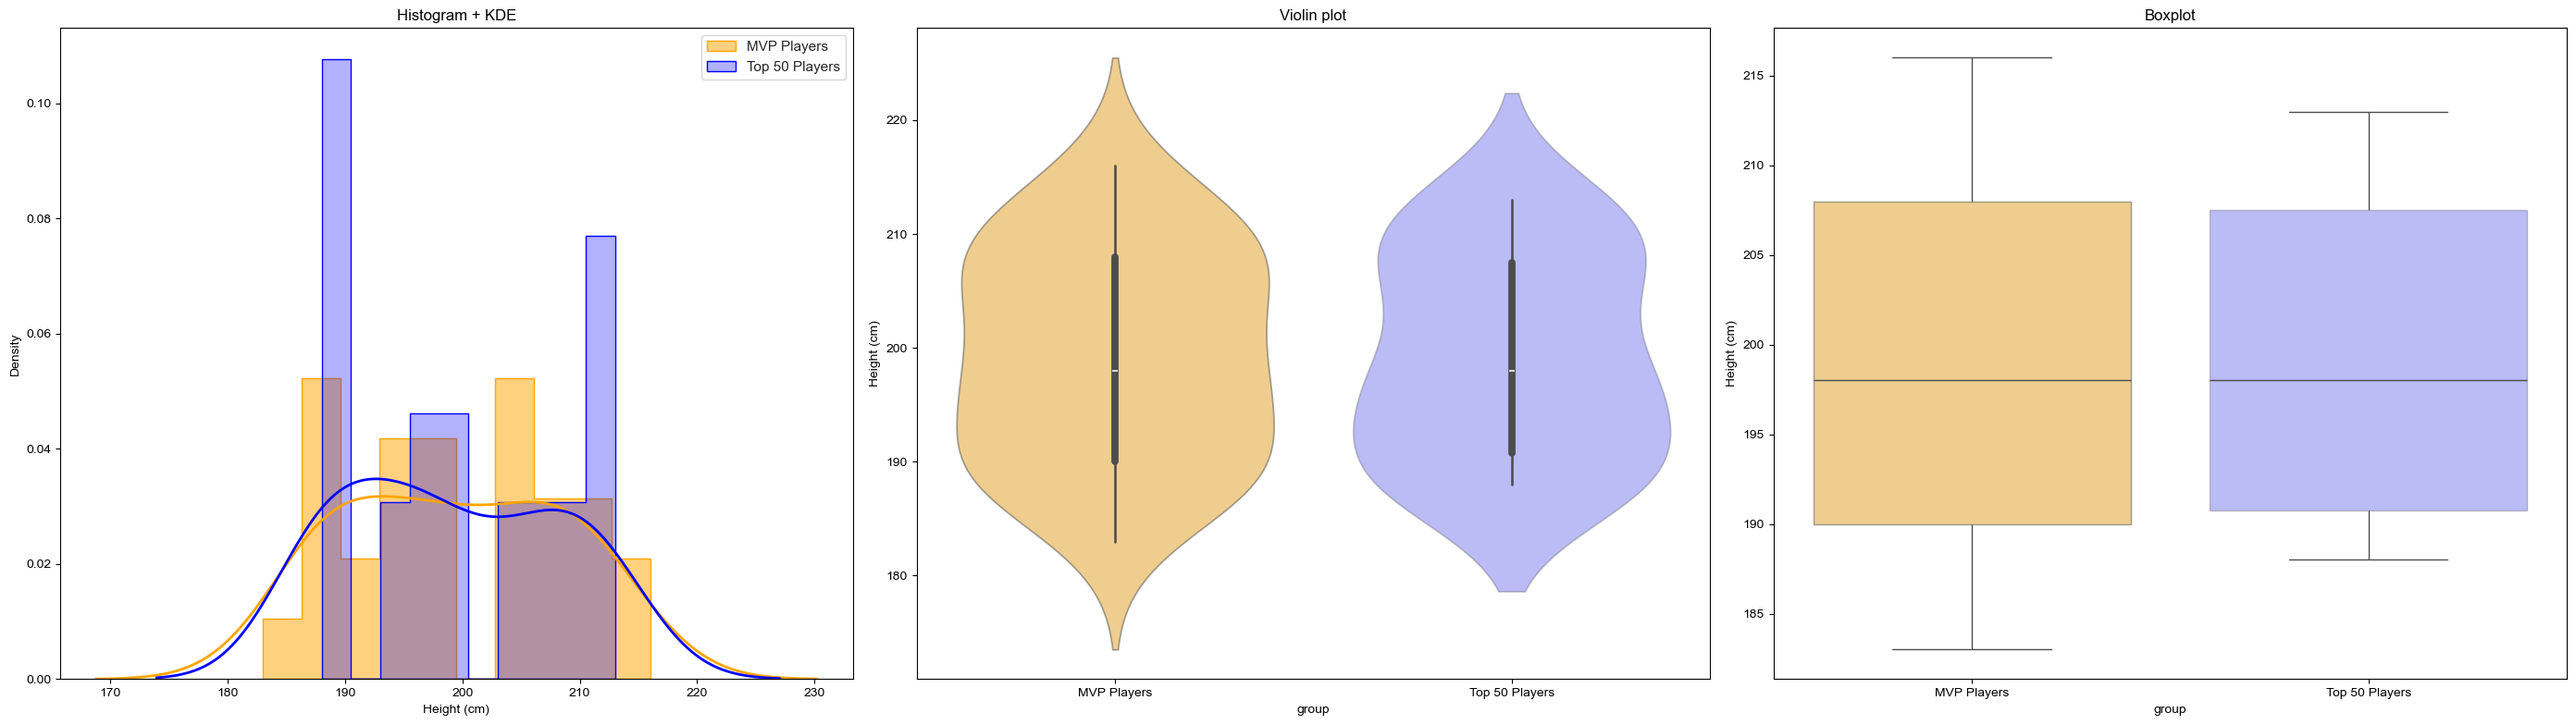 Histogram + KDE
MVP Players
Top 50 Players
Density
0.10
0.08
0.06
0.04
0.02
0.00
170 180 190 200 210 220 230
Height (cm)
Violin plot
Height (cm)
220
210
200
190
180
MVP Players Top 50 Players
group
Boxplot
Height (cm)
215
210
205
200
195
190
185
MVP Players Top 50 Players
group